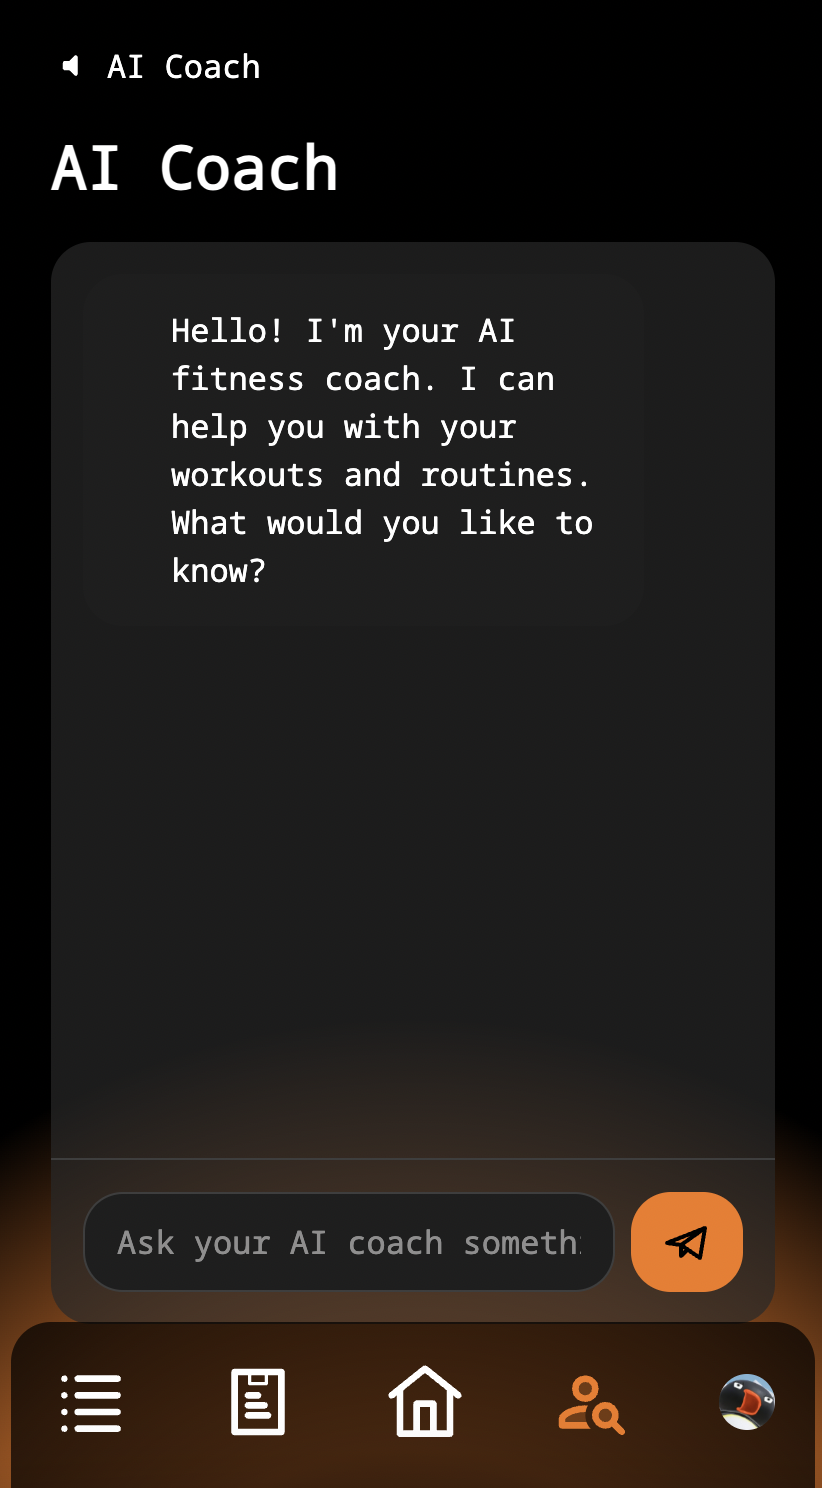 AI Coach
AI Coach
Hello! I'm your AI
fitness coach. I can
help you with your
workouts and routines.
What would you like to
know?
Ask your AI coach someth